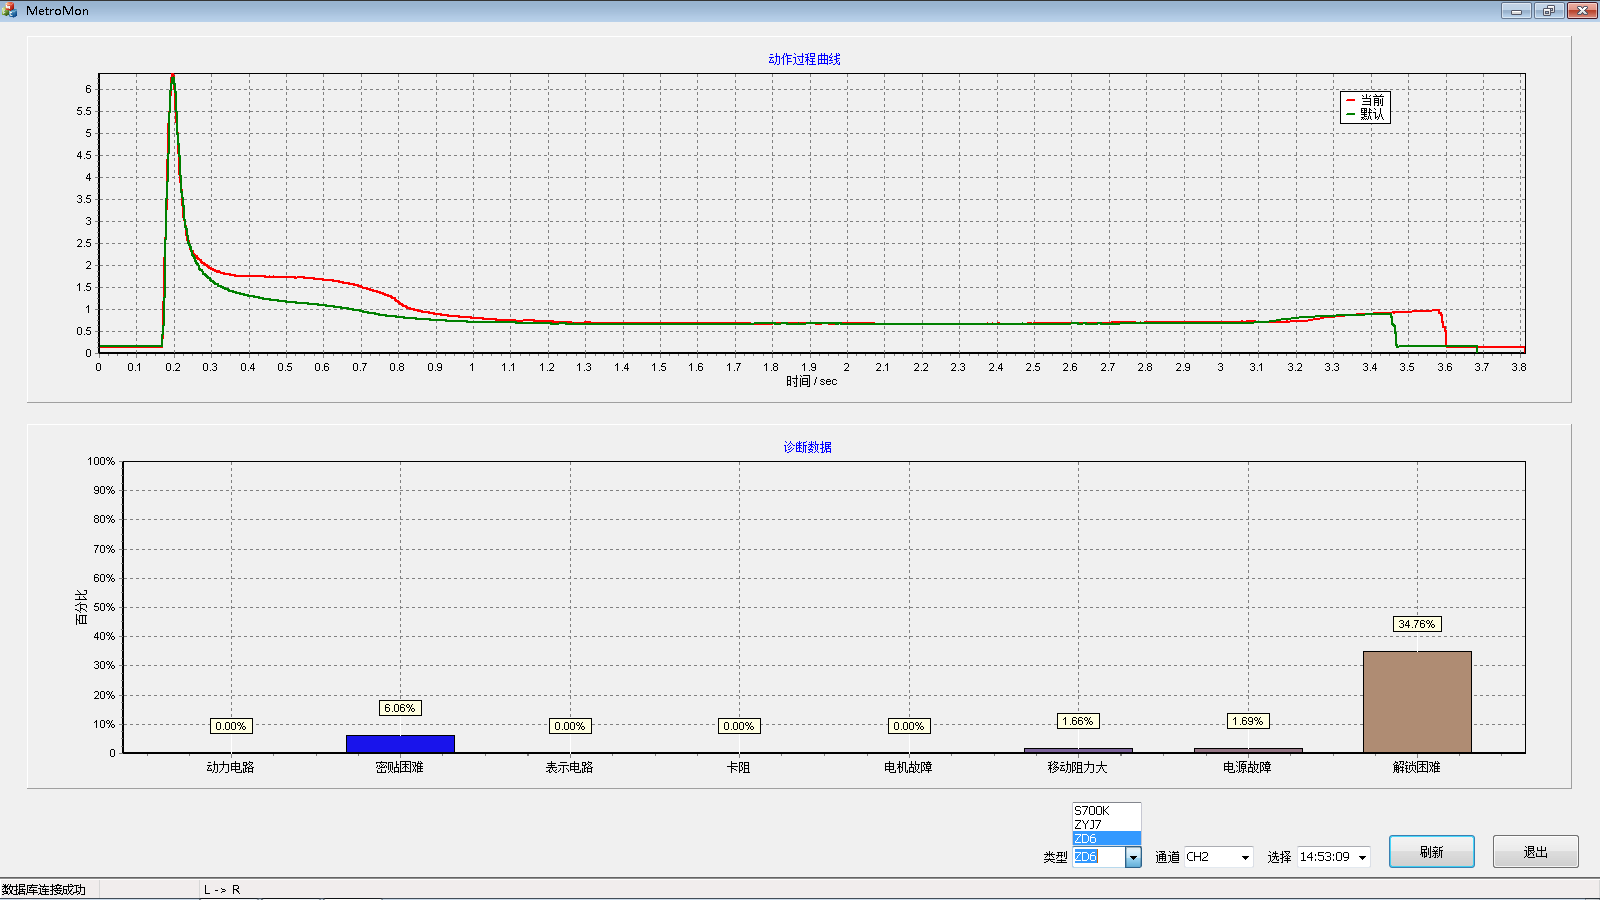 MetroMon
动作过程曲线
当前
默认
6
5.5
5
4.5
4
3.5
3
2.5
2
1.5
1
0.5
0
0 0.1 0.2 0.3 0.4 0.5 0.6 0.7 0.8 0.9 1 1.1 1.2 1.3 1.4 1.5 1.6 1.7 1.8 1.9 2 2.1 2.2 2.3 2.4 2.5 2.6 2.7 2.8 2.9 3 3.1 3.2 3.3 3.4 3.5 3.6 3.7 3.8
时间 / sec
诊断数据
100%
90%
80%
70%
60%
50%
40%
30%
20%
10%
0
百分比
0.00% 6.06% 0.00% 0.00% 0.00% 1.66% 1.69% 34.76%
动力电路 密贴困难 表示电路 卡阻 电机故障 移动阻力大 电源故障 解锁困难
S700K
ZYJ7
ZD6
类型 ZD6 通道 CH2 选择 14:53:09 刷新 退出
数据库连接成功 L -> R